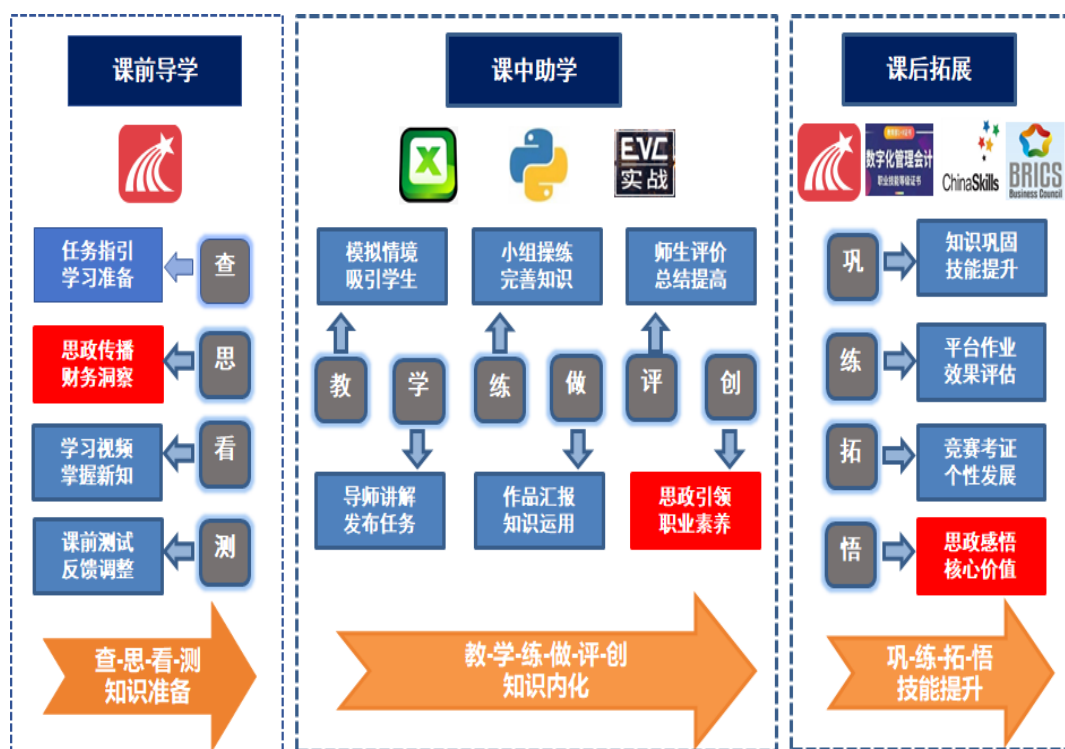 课前导学
查
任务指引
学习准备
思
思政传播
财务洞察
看
学习视频
掌握新知
测
课前测试
反馈调整
查-思-看-测
知识准备
课中助学
EVC
实战
模拟情境
吸引学生
小组操练
完善知识
师生评价
总结提高
教
学
练
做
评
创
导师讲解
发布任务
作品汇报
知识运用
思政引领
职业素养
教-学-练-做-评-创
知识内化
课后拓展
数字化管理会计
职业技能等级证书
ChinaSkills
BRICS
Business Council
巩
知识巩固
技能提升
练
平台作业
效果评估
拓
竞赛考证
个性发展
悟
思政感悟
核心价值
巩-练-拓-悟
技能提升